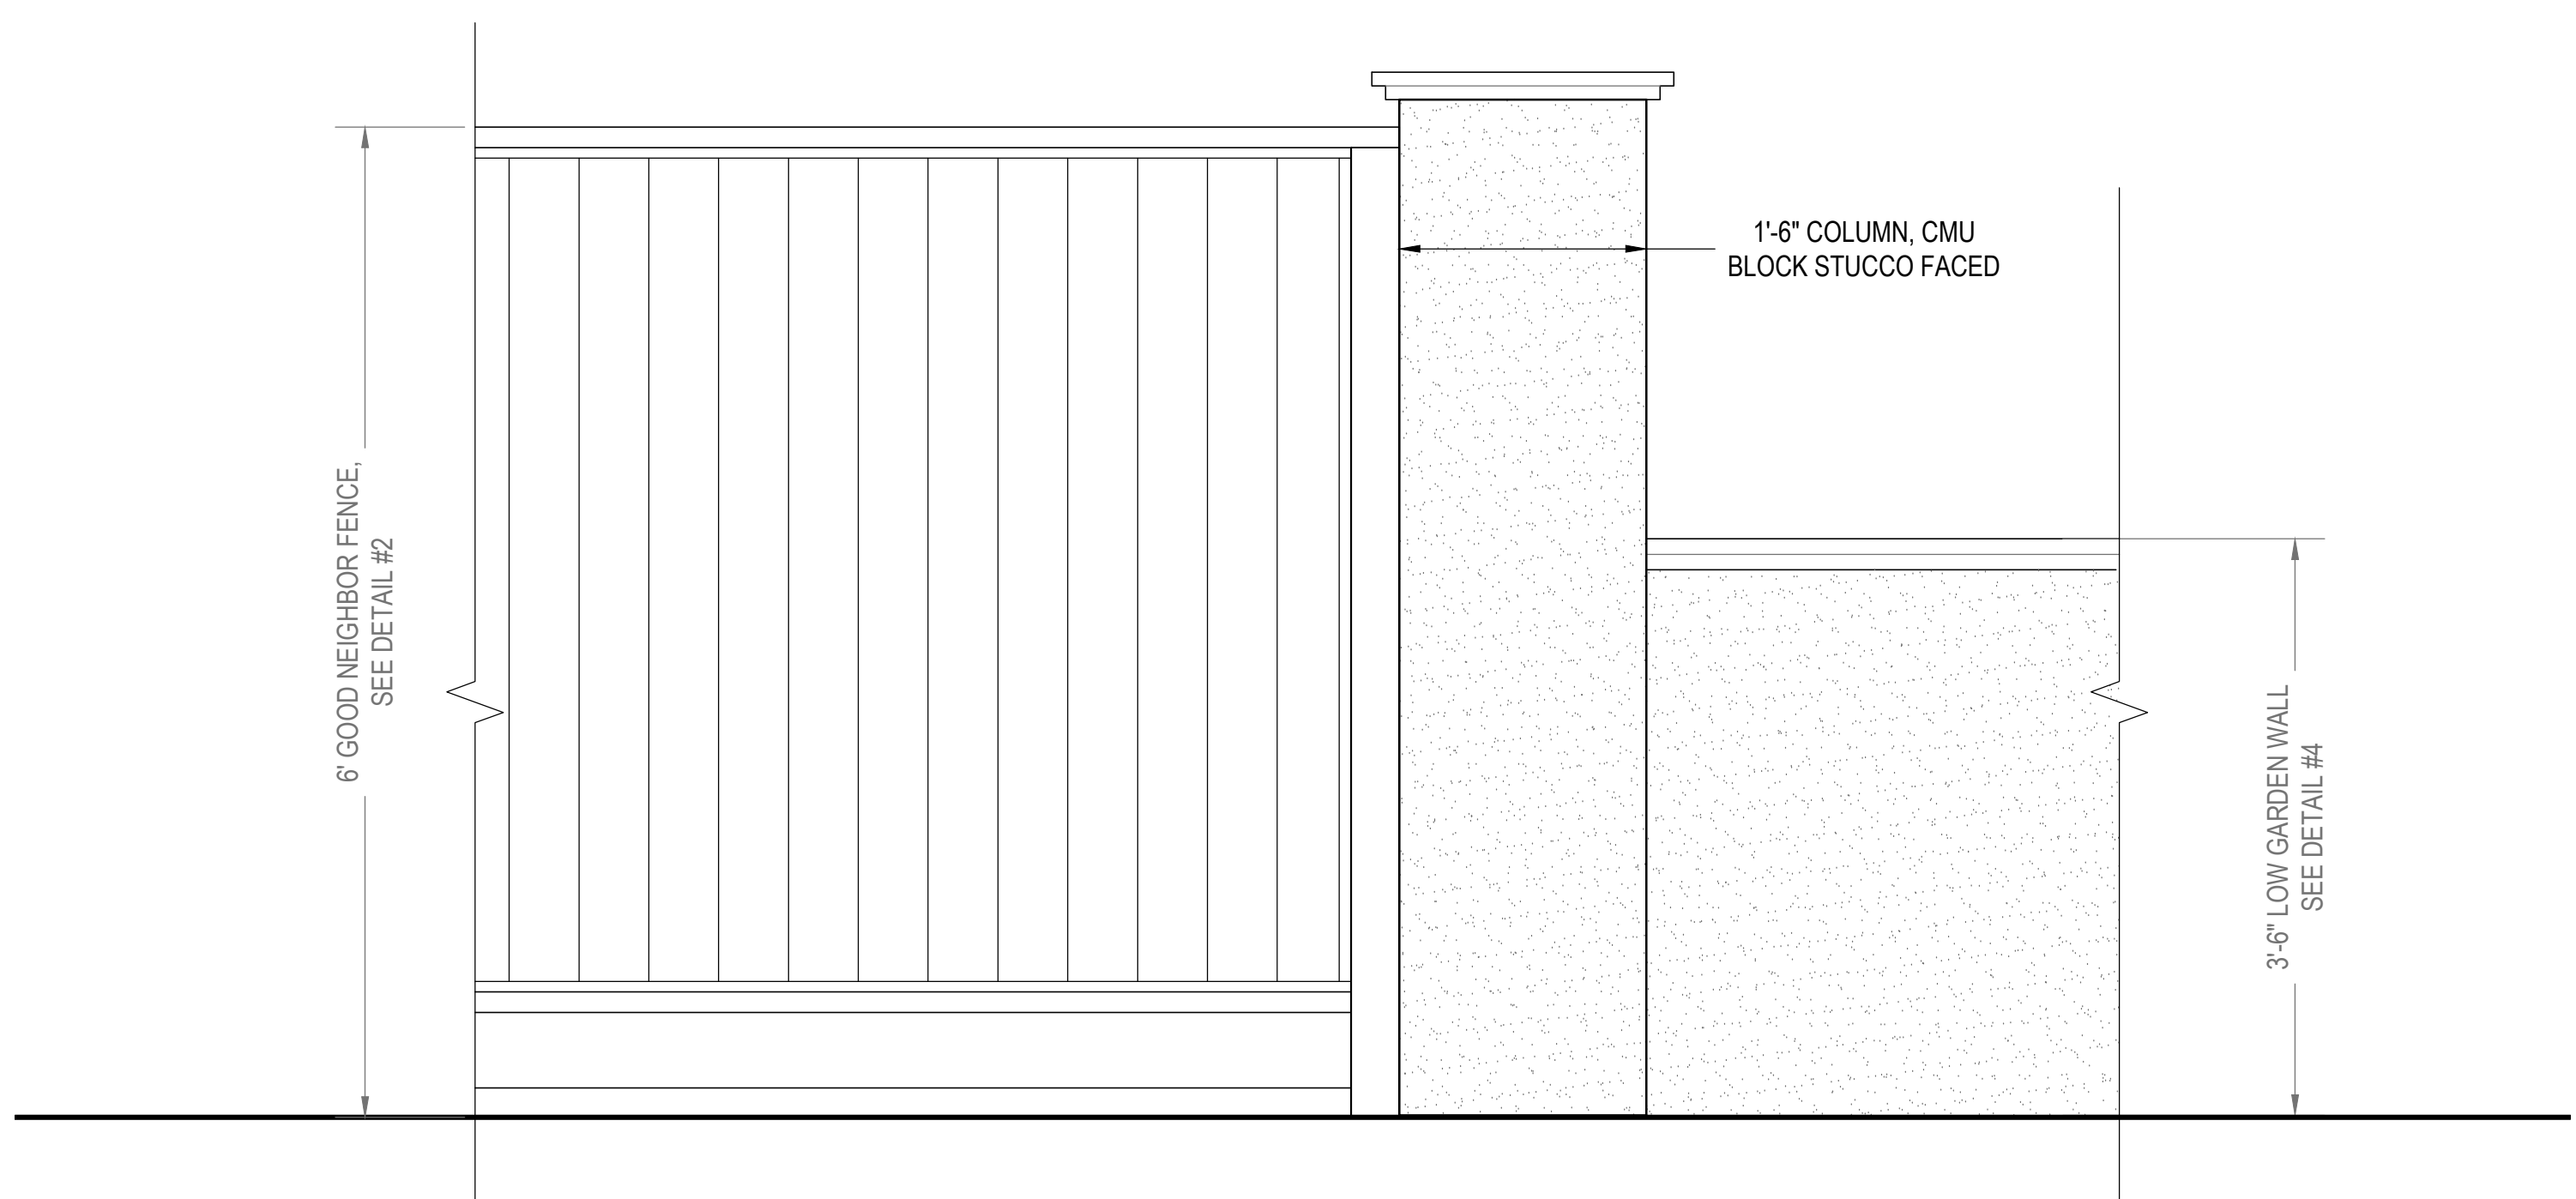 6' GOOD NEIGHBOR FENCE,
SEE DETAIL #2
1'-6" COLUMN, CMU
BLOCK STUCCO FACED
3'-6" LOW GARDEN WALL
SEE DETAIL #4